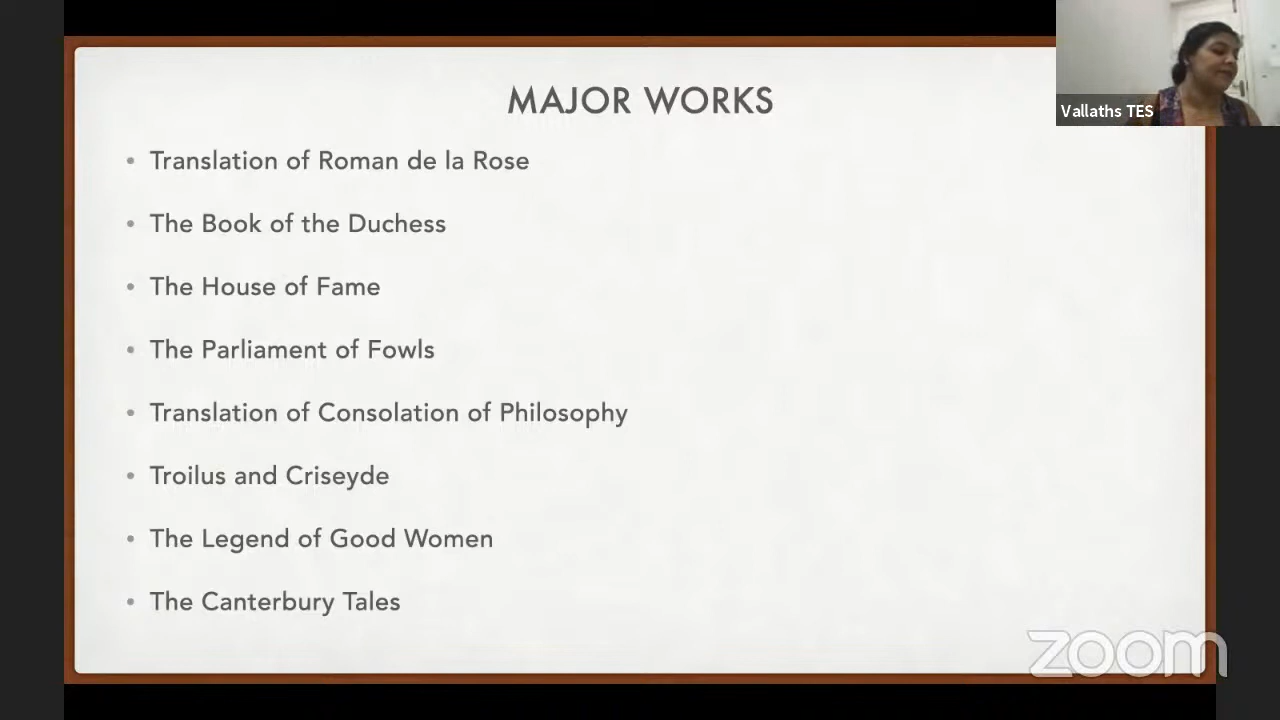 MAJOR WORKS
Vallaths TES
• Translation of Roman de la Rose
• The Book of the Duchess
• The House of Fame
• The Parliament of Fowls
• Translation of Consolation of Philosophy
• Troilus and Criseyde
• The Legend of Good Women
• The Canterbury Tales
zoom